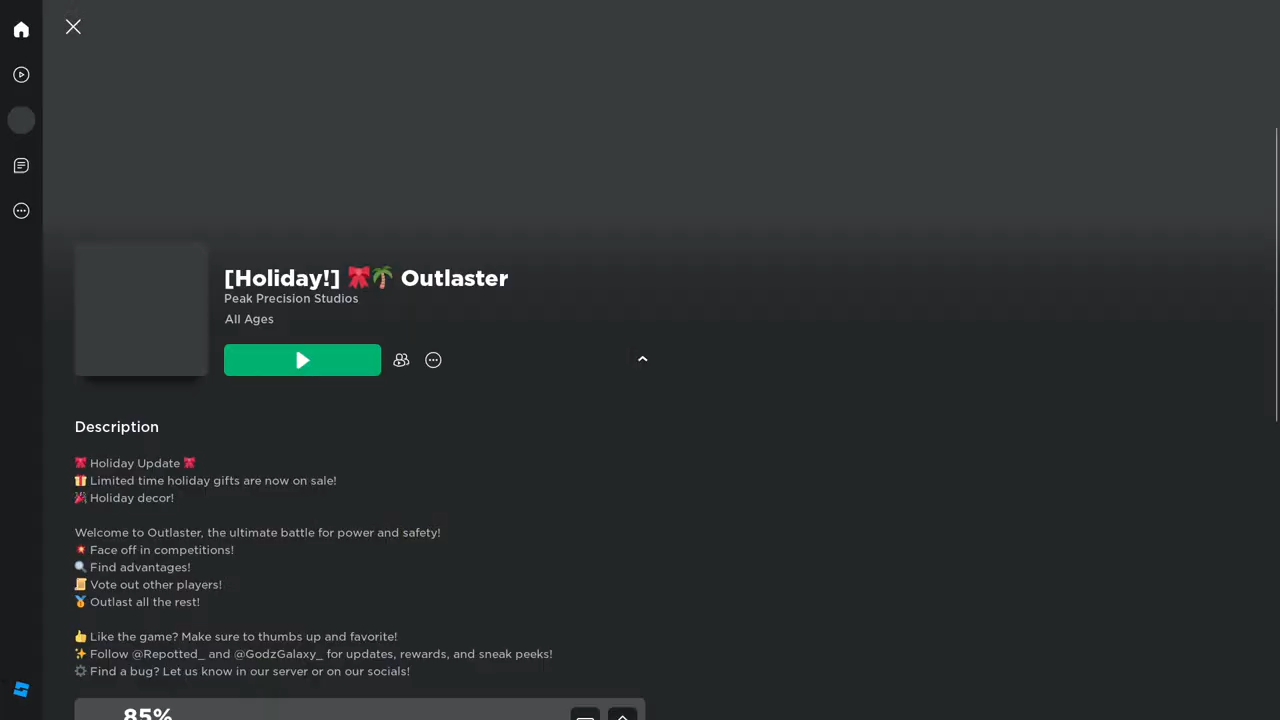 [Holiday!] 🎀🌴 Outlaster
Peak Precision Studios
All Ages
Description
🎀 Holiday Update 🎀
🎁 Limited time holiday gifts are now on sale!
🎉 Holiday decor!
Welcome to Outlaster, the ultimate battle for power and safety!
💥 Face off in competitions!
🔍 Find advantages!
📜 Vote out other players!
🏅 Outlast all the rest!
👍 Like the game? Make sure to thumbs up and favorite!
✨ Follow @Repotted_ and @GodzGalaxy_ for updates, rewards, and sneak peeks!
⚙️ Find a bug? Let us know in our server or on our socials!
85%